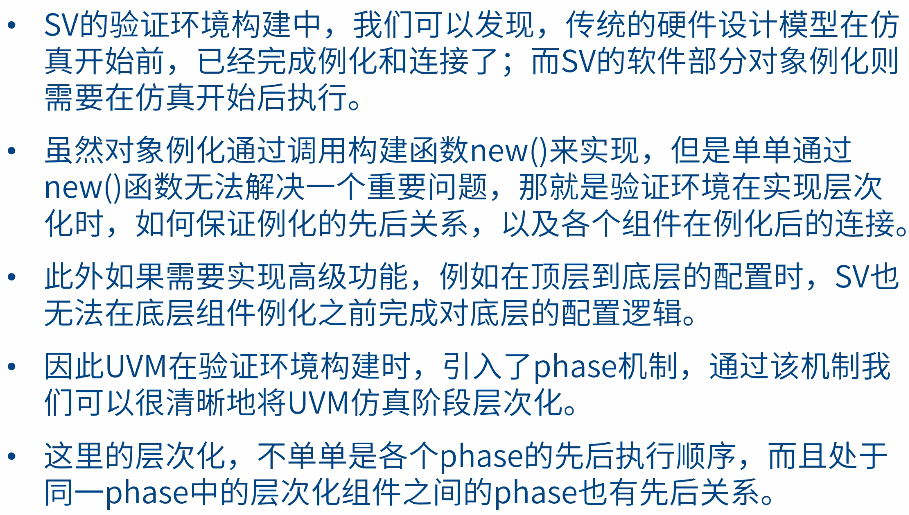 • SV的验证环境构建中，我们可以发现，传统的硬件设计模型在仿
真开始前，已经完成例化和连接了；而SV的软件部分对象例化则
需要在仿真开始后执行。
• 虽然对象例化通过调用构建函数new()来实现，但是单单通过
new()函数无法解决一个重要问题，那就是验证环境在实现层次
化时，如何保证例化的先后关系，以及各个组件在例化后的连接。
• 此外如果需要实现高级功能，例如在顶层到底层的配置时，SV也
无法在底层组件例化之前完成对底层的配置逻辑。
• 因此UVM在验证环境构建时，引入了phase机制，通过该机制我
们可以很清晰地将UVM仿真阶段层次化。
• 这里的层次化，不单单是各个phase的先后执行顺序，而且处于
同一phase中的层次化组件之间的phase也有先后关系。